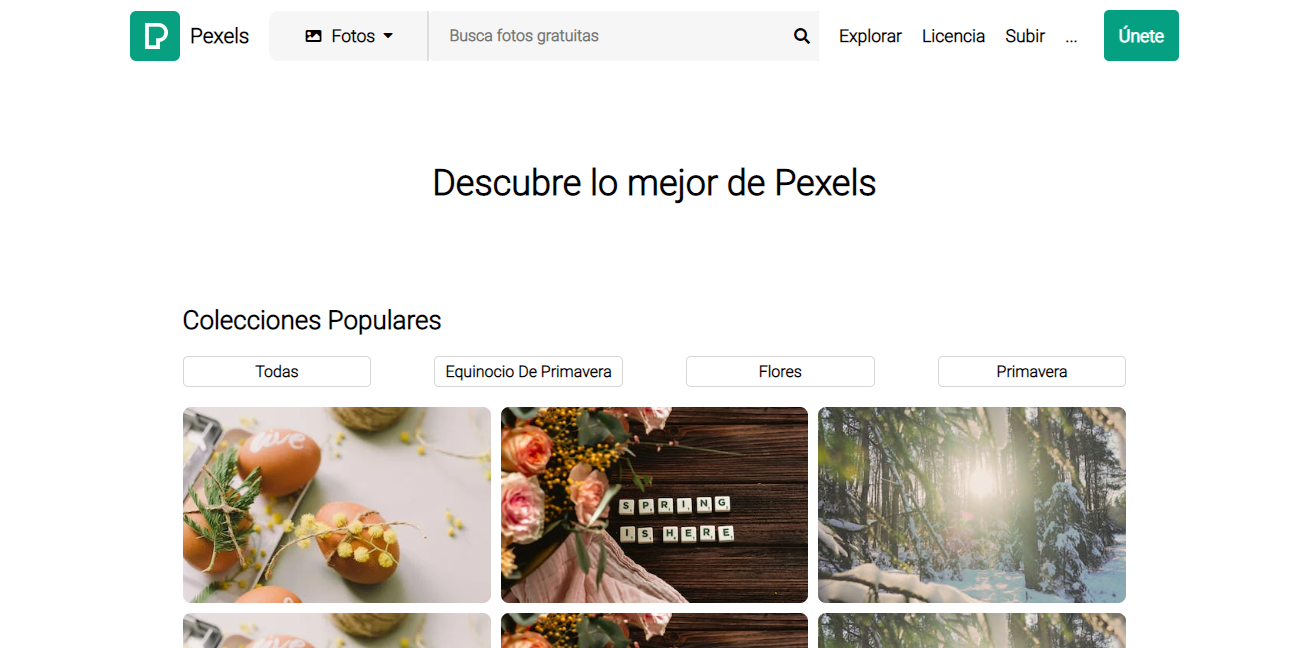 Pexels
Fotos
Busca fotos gratuitas
Explorar
Licencia
Subir
...
Únete
Descubre lo mejor de Pexels
Colecciones Populares
Todas
Equinocio De Primavera
Flores
Primavera
live
SPRING
IS HERE